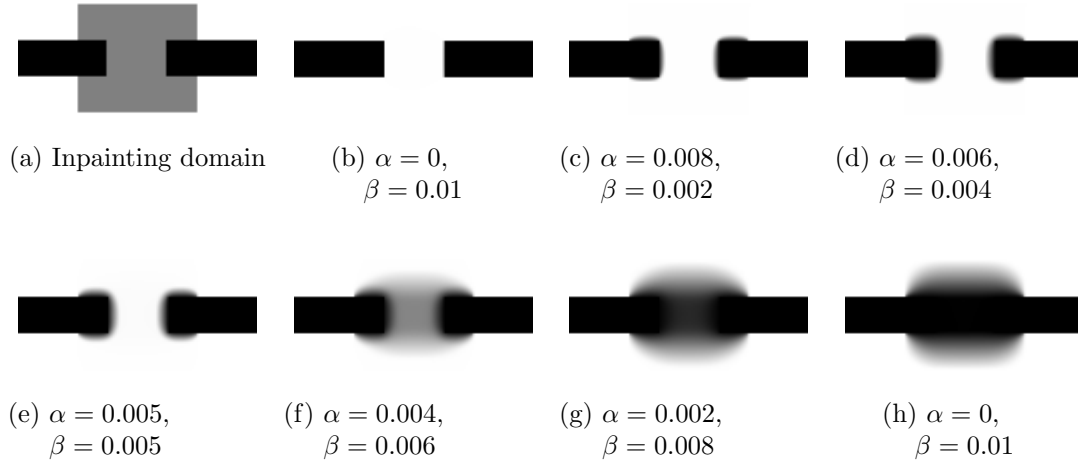 (a) Inpainting domain
(b) α = 0,
β = 0.01
(c) α = 0.008,
β = 0.002
(d) α = 0.006,
β = 0.004
(e) α = 0.005,
β = 0.005
(f) α = 0.004,
β = 0.006
(g) α = 0.002,
β = 0.008
(h) α = 0,
β = 0.01